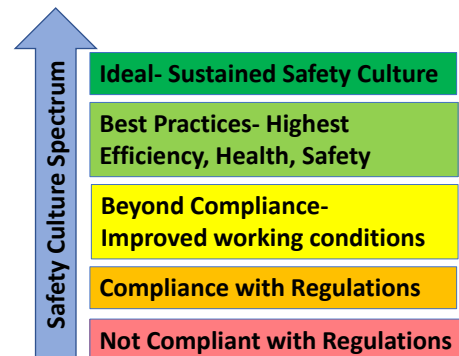 Safety Culture Spectrum
Ideal- Sustained Safety Culture
Best Practices- Highest
Efficiency, Health, Safety
Beyond Compliance-
Improved working conditions
Compliance with Regulations
Not Compliant with Regulations